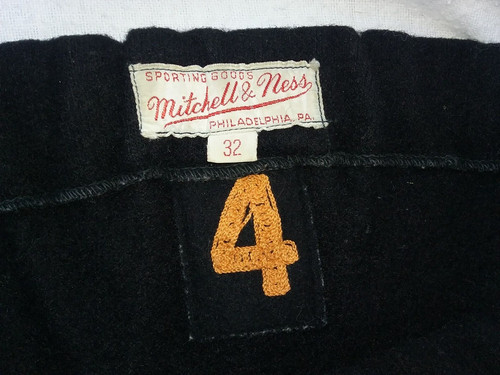 SPORTING GOODS
Mitchell & Ness
PHILADELPHIA, PA.
32
4